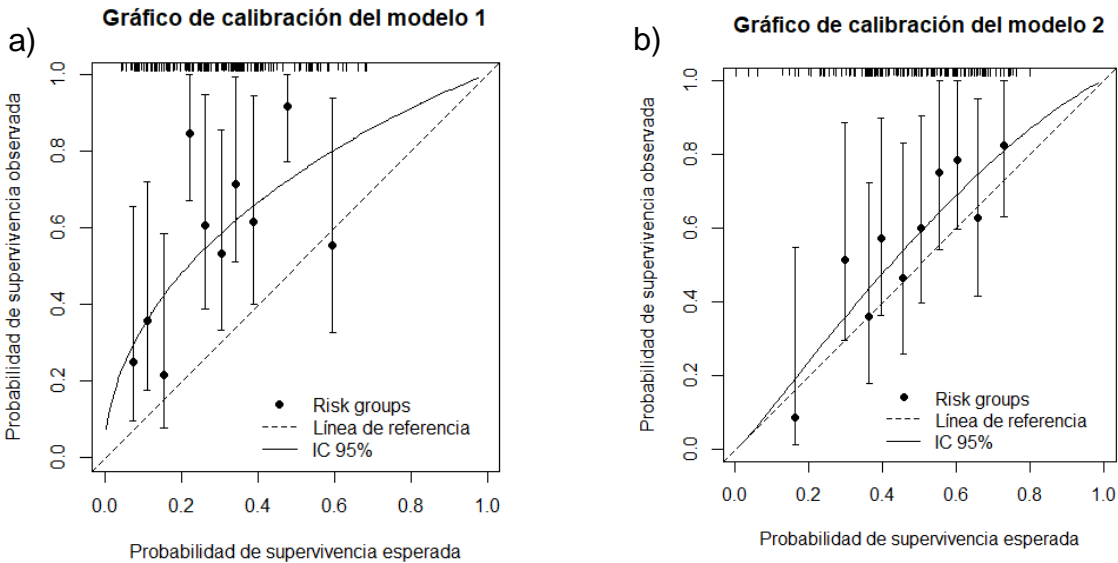 a)
Gráfico de calibración del modelo 1
Probabilidad de supervivencia observada
1.0
0.8
0.6
0.4
0.2
0.0
Risk groups
Línea de referencia
IC 95%
0.0 0.2 0.4 0.6 0.8 1.0
Probabilidad de supervivencia esperada
b)
Gráfico de calibración del modelo 2
Probabilidad de supervivencia observada
1.0
0.8
0.6
0.4
0.2
0.0
Risk groups
Línea de referencia
IC 95%
0.0 0.2 0.4 0.6 0.8 1.0
Probabilidad de supervivencia esperada